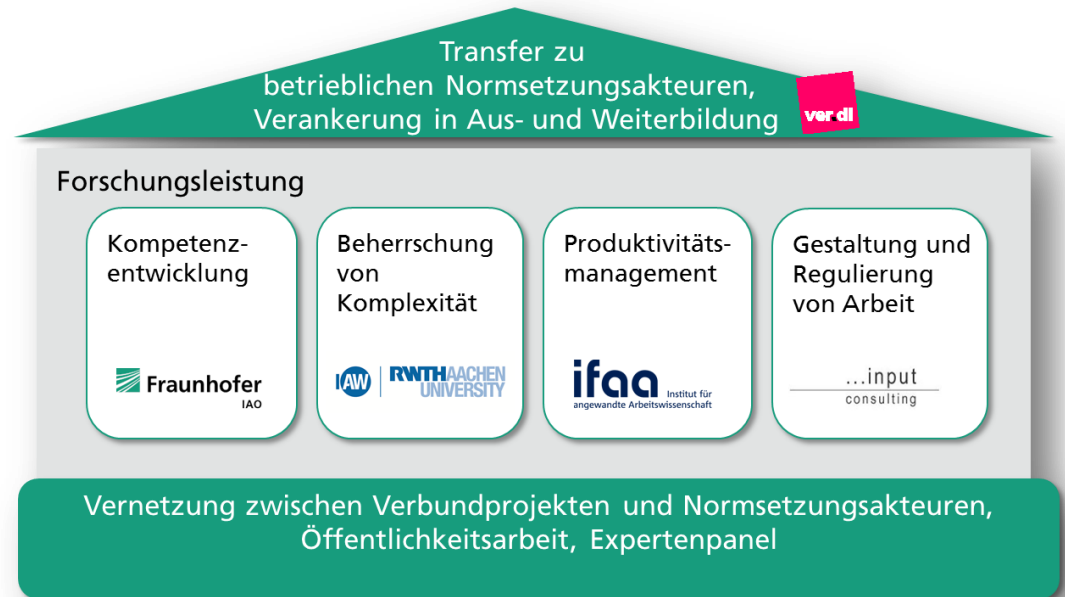 Transfer zu
betrieblichen Normsetzungsakteuren,
Verankerung in Aus- und Weiterbildung
ver.di
Forschungsleistung
Kompetenz-
entwicklung
Fraunhofer
IAO
Beherrschung
von
Komplexität
IAW
RWTHAACHEN
UNIVERSITY
Produktivitäts-
management
ifaa Institut für
angewandte Arbeitswissenschaft
Gestaltung und
Regulierung
von Arbeit
...input
consulting
Vernetzung zwischen Verbundprojekten und Normsetzungsakteuren,
Öffentlichkeitsarbeit, Expertenpanel